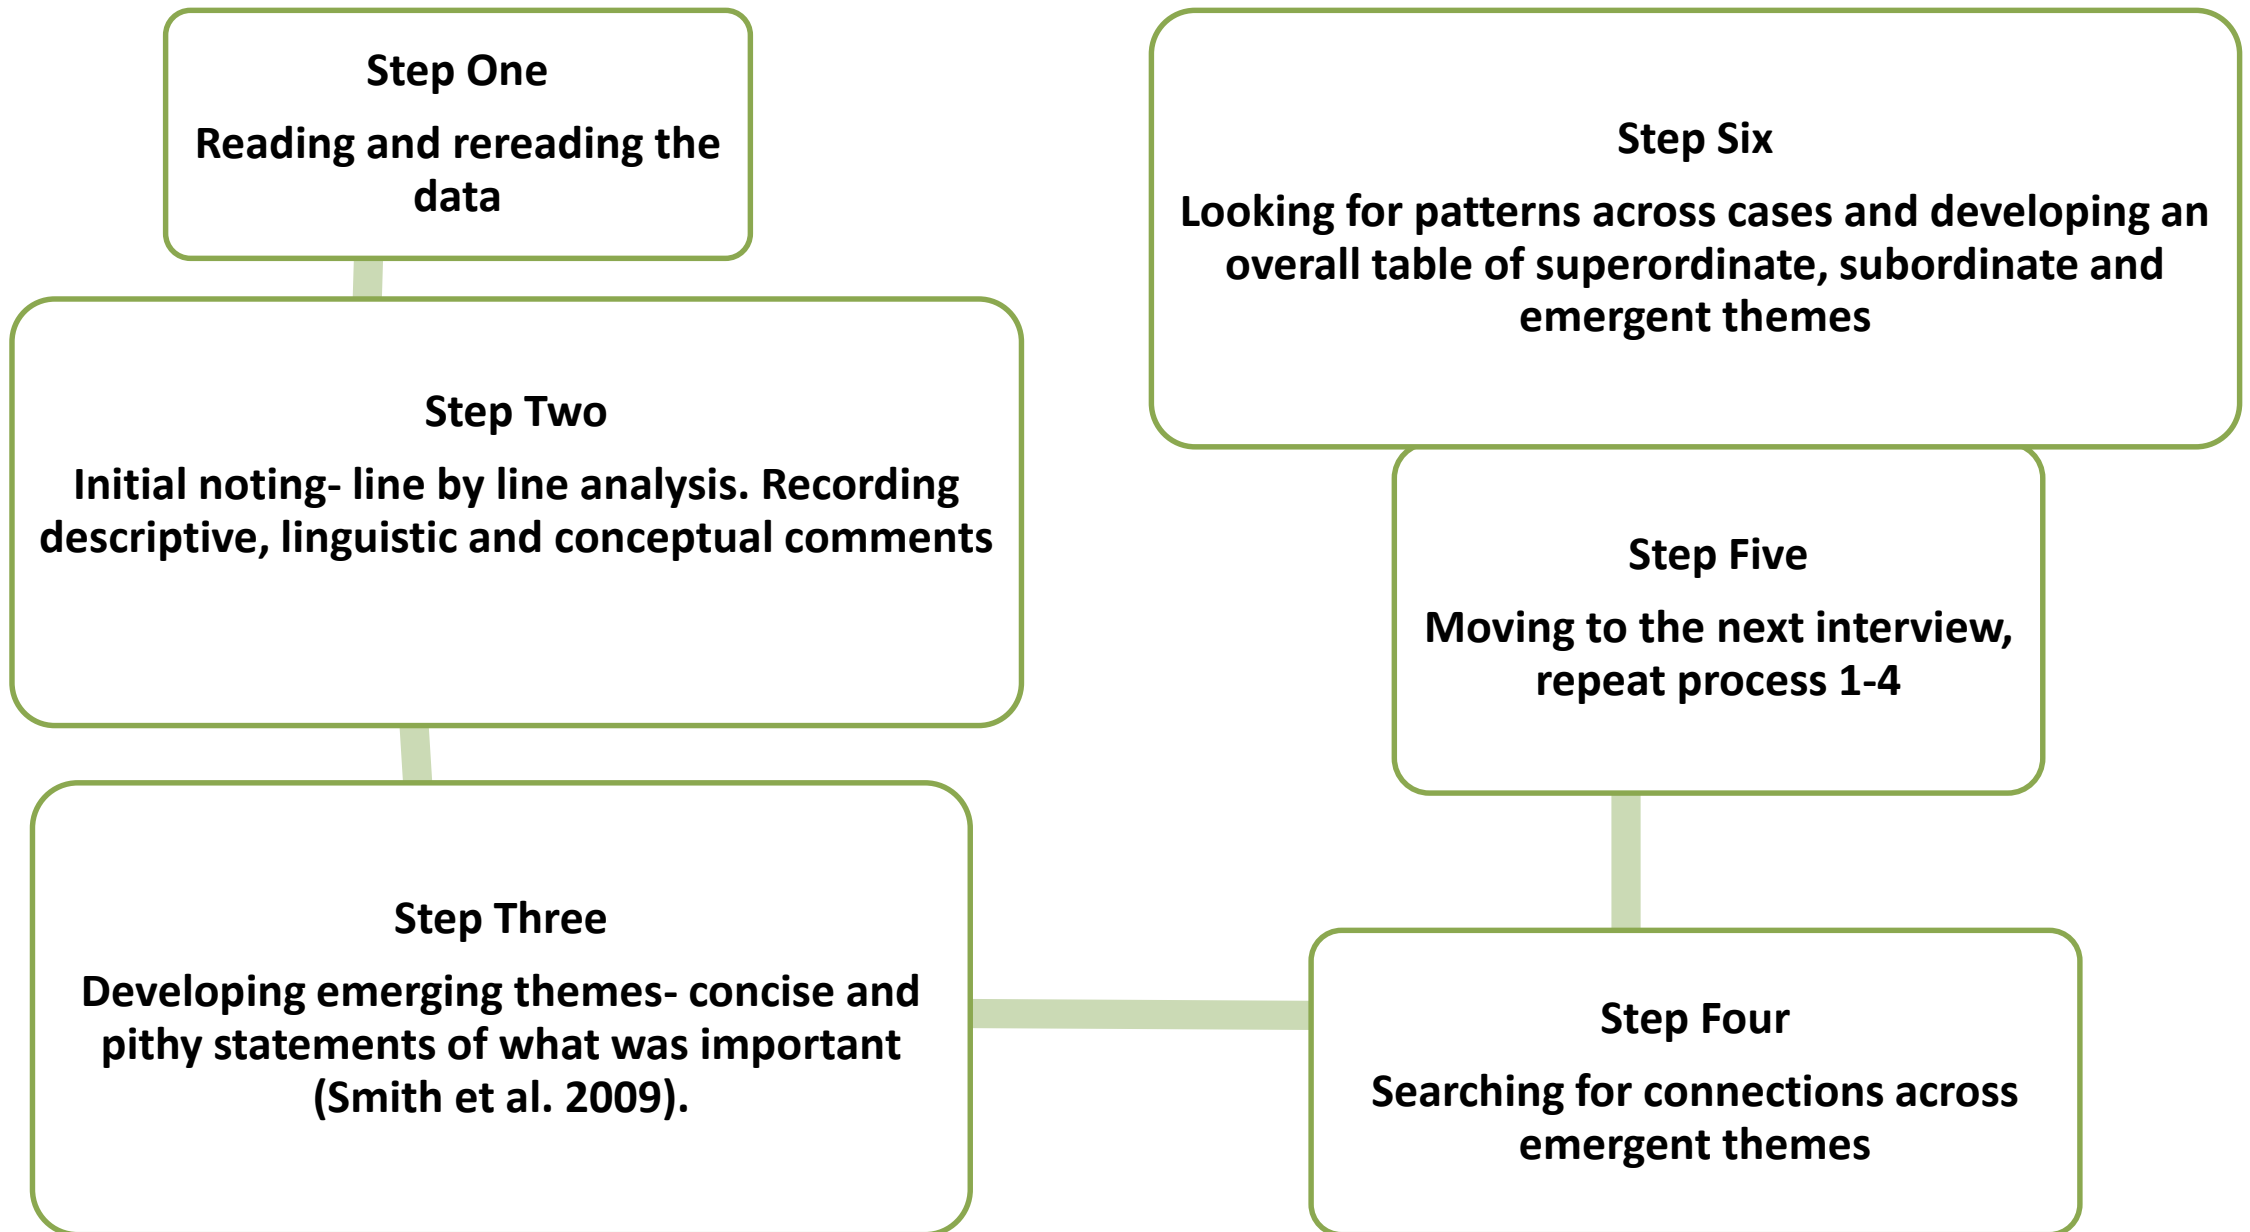 Step One
Reading and rereading the
data
Step Two
Initial noting- line by line analysis. Recording
descriptive, linguistic and conceptual comments
Step Three
Developing emerging themes- concise and
pithy statements of what was important
(Smith et al. 2009).
Step Four
Searching for connections across
emergent themes
Step Five
Moving to the next interview,
repeat process 1-4
Step Six
Looking for patterns across cases and developing an
overall table of superordinate, subordinate and
emergent themes